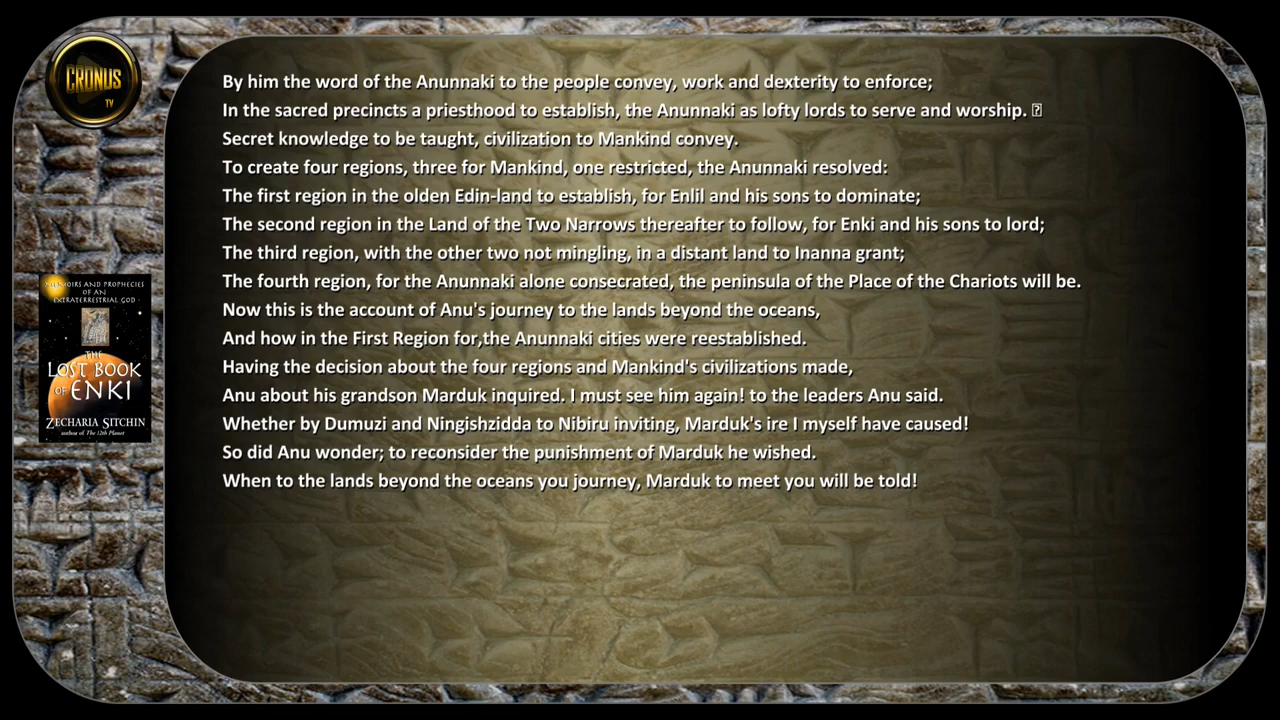 CRONUS
TV
By him the word of the Anunnaki to the people convey, work and dexterity to enforce;
In the sacred precincts a priesthood to establish, the Anunnaki as lofty lords to serve and worship.
Secret knowledge to be taught, civilization to Mankind convey.
To create four regions, three for Mankind, one restricted, the Anunnaki resolved:
The first region in the olden Edin-land to establish, for Enlil and his sons to dominate;
The second region in the Land of the Two Narrows thereafter to follow, for Enki and his sons to lord;
The third region, with the other two not mingling, in a distant land to Inanna grant;
The fourth region, for the Anunnaki alone consecrated, the peninsula of the Place of the Chariots will be.
Now this is the account of Anu's journey to the lands beyond the oceans,
And how in the First Region for,the Anunnaki cities were reestablished.
Having the decision about the four regions and Mankind's civilizations made,
Anu about his grandson Marduk inquired. I must see him again! to the leaders Anu said.
Whether by Dumuzi and Ningishzidda to Nibiru inviting, Marduk's ire I myself have caused!
So did Anu wonder; to reconsider the punishment of Marduk he wished.
When to the lands beyond the oceans you journey, Marduk to meet you will be told!
MEMOIRS AND PROPHECIES
OF AN
EXTRATERRESTRIAL GOD
THE
LOST BOOK
OF ENKI
ZECHARIA SITCHIN
author of The 12th Planet